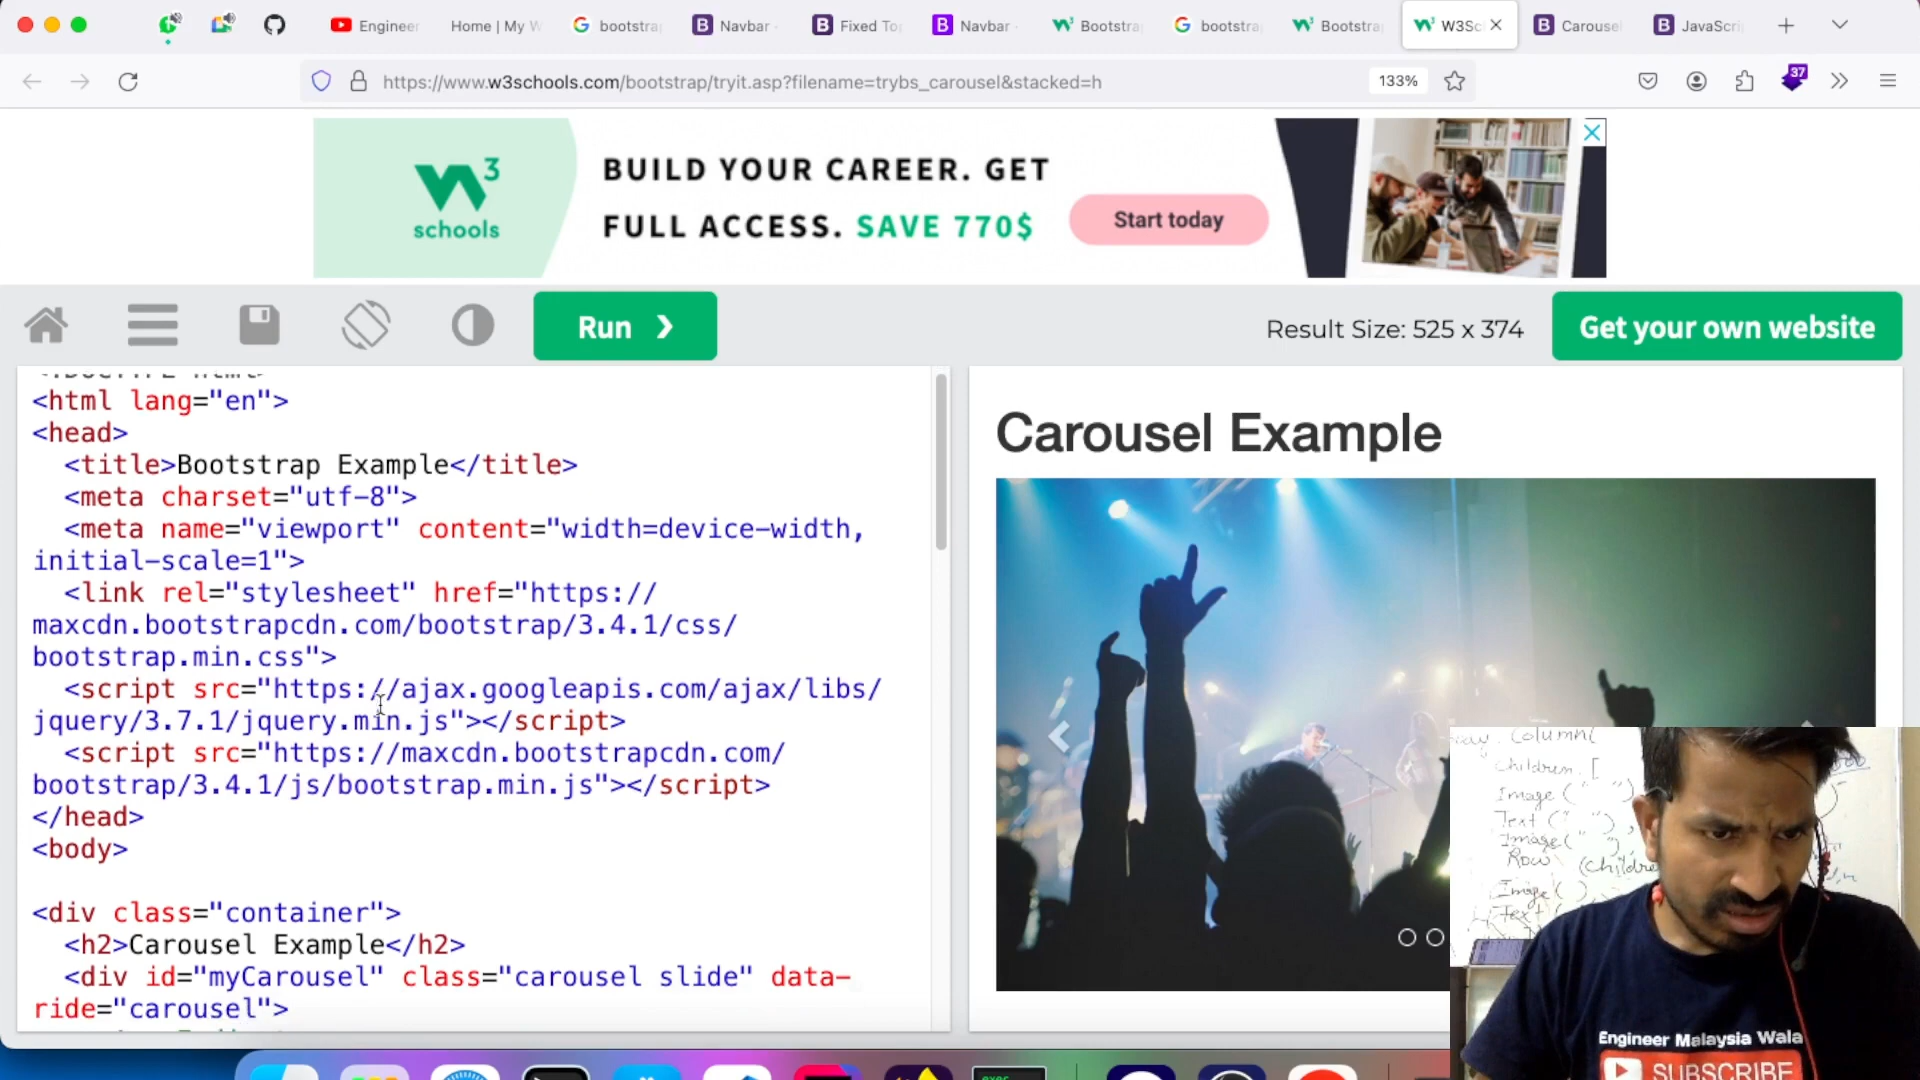 Engineer
Home | My W
bootstra
Navbar -
Fixed To
Navbar -
Bootstra
bootstra
Bootstra
W3Sc
Carouse
JavaScri
https://www.w3schools.com/bootstrap/tryit.asp?filename=trybs_carousel&stacked=h
133%
37
W3
schools
BUILD YOUR CAREER. GET
FULL ACCESS. SAVE 770$
Start today
Run ❯
Result Size: 525 x 374
Get your own website
<!DOCTYPE html>
<html lang="en">
<head>
<title>Bootstrap Example</title>
<meta charset="utf-8">
<meta name="viewport" content="width=device-width,
initial-scale=1">
<link rel="stylesheet" href="https://
maxcdn.bootstrapcdn.com/bootstrap/3.4.1/css/
bootstrap.min.css">
<script src="https://ajax.googleapis.com/ajax/libs/
jquery/3.7.1/jquery.min.js"></script>
<script src="https://maxcdn.bootstrapcdn.com/
bootstrap/3.4.1/js/bootstrap.min.js"></script>
</head>
<body>
<div class="container">
<h2>Carousel Example</h2>
<div id="myCarousel" class="carousel slide" data-
ride="carousel">
Carousel Example
Column(
children [
Image ( " " )
Text ( " " ) ,
Image( "
Row (childre
Image ( ) ,
Text (
Engineer Malaysia Wala
SUBSCRIBE
exec